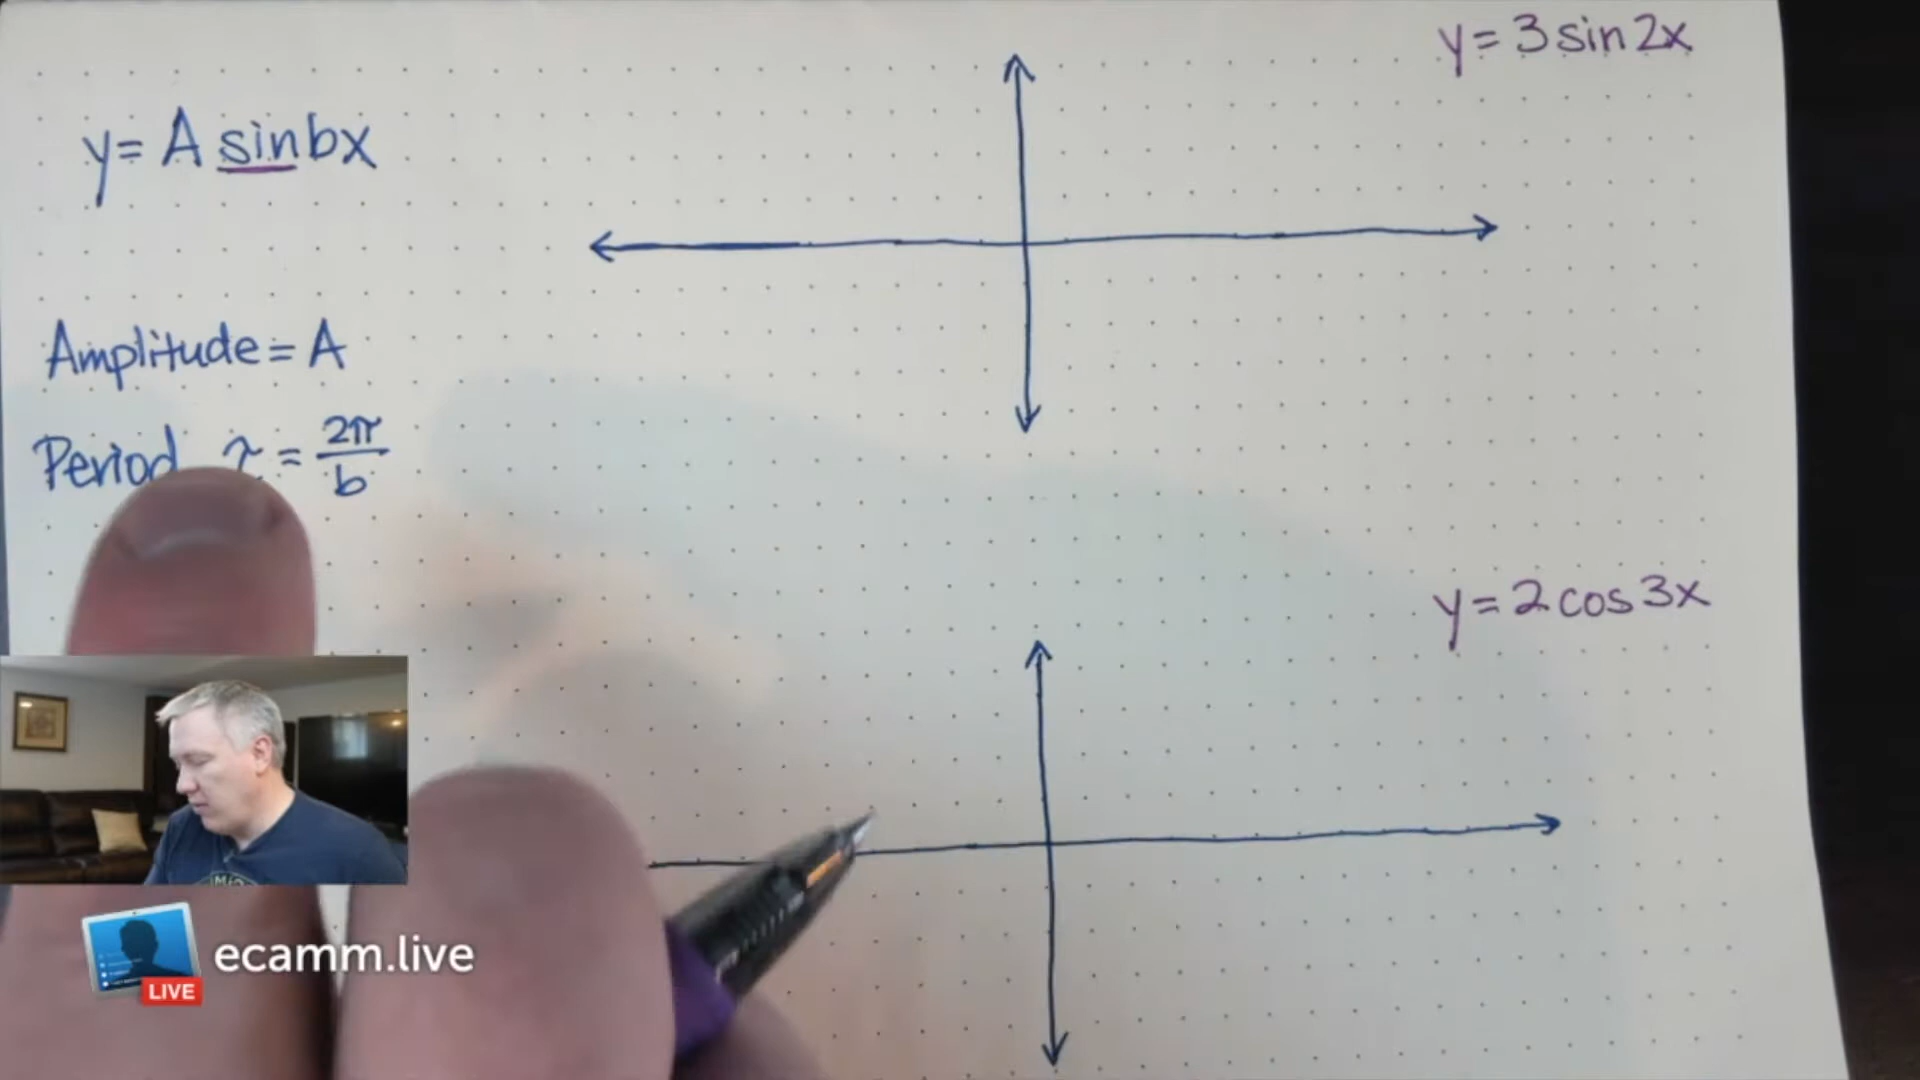 y = 3 sin 2x
y = A sin bx
Amplitude = A
Period τ = 2π/b
y = 2 cos 3x
ecamm.live
LIVE